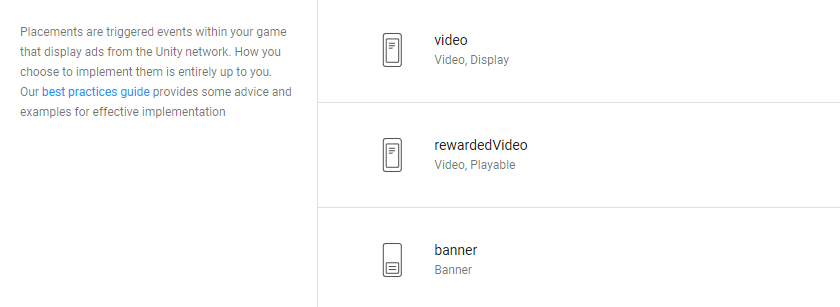 Placements are triggered events within your game
that display ads from the Unity network. How you
choose to implement them is entirely up to you.
Our best practices guide provides some advice and
examples for effective implementation
video
Video, Display
rewardedVideo
Video, Playable
banner
Banner